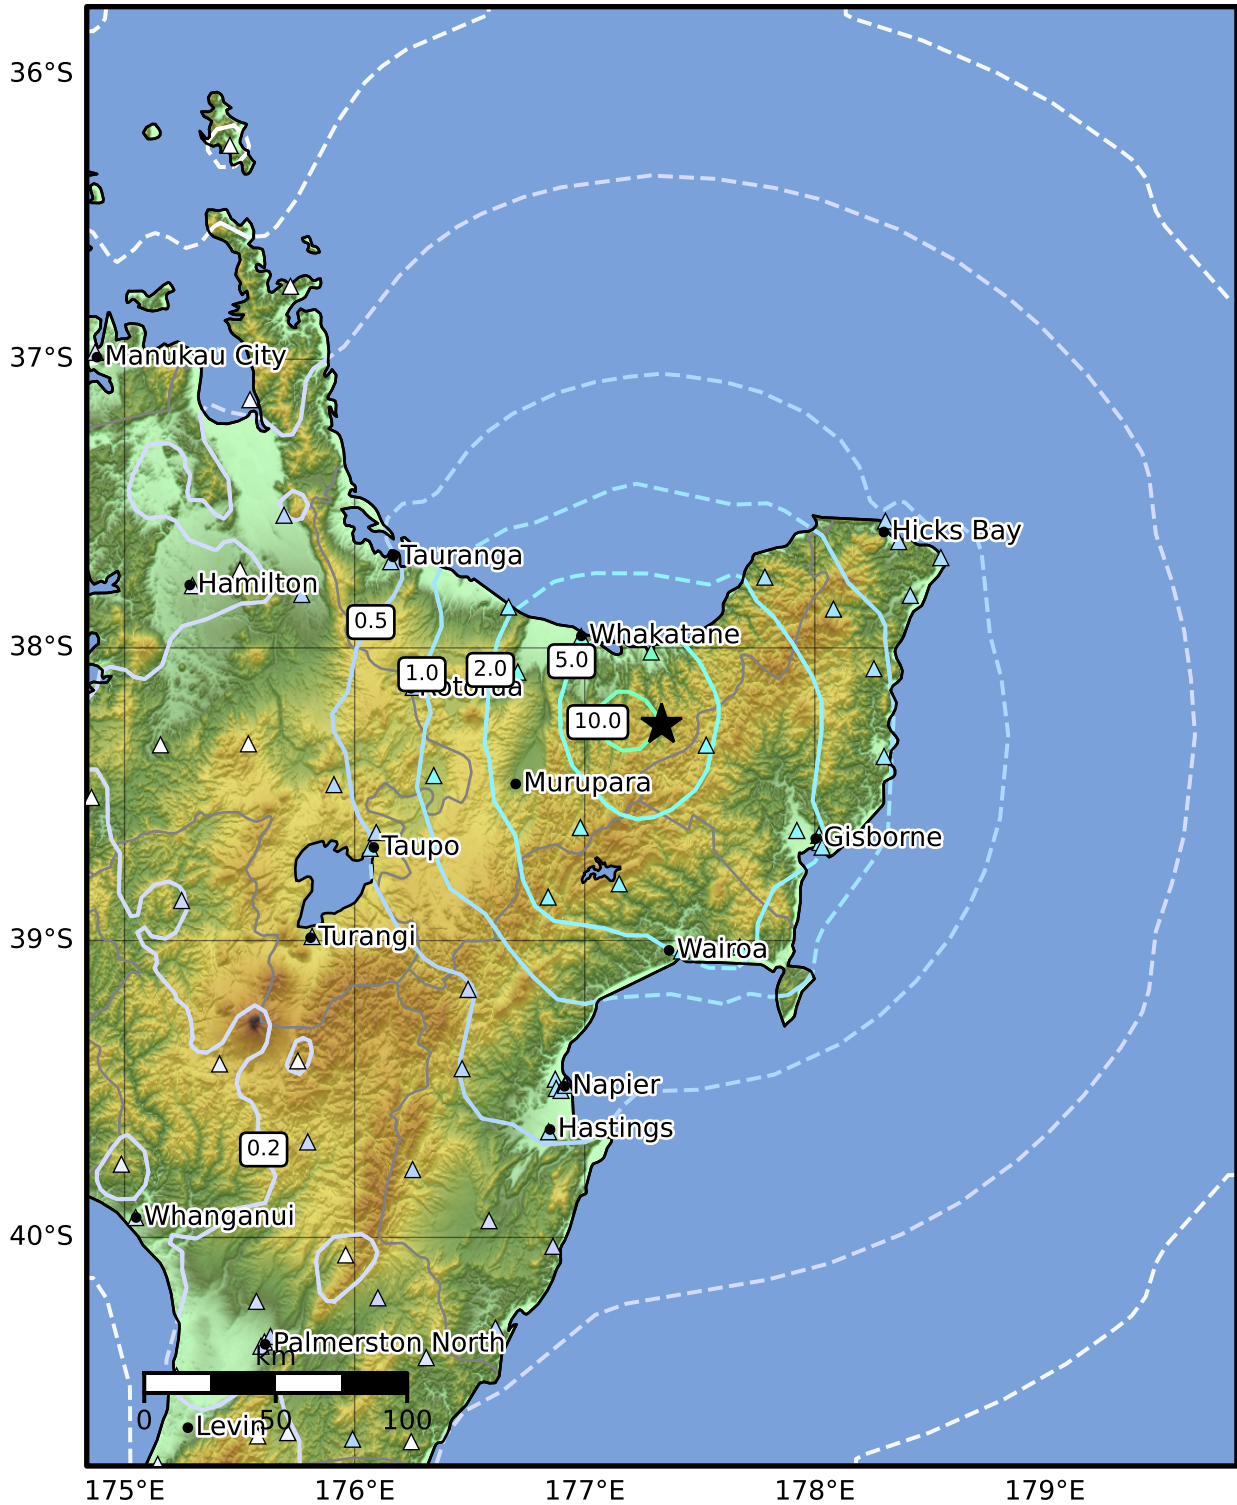 36°S
37°S
Manukau City
Tauranga
Hicks Bay
Hamilton
0.5
Whakatane
38°S
5.0
1.0
2.0
Rotorua
10.0
Murupara
Gisborne
Taupo
Turangi
39°S
Wairoa
Napier
Hastings
0.2
Whanganui
40°S
Palmerston North
km
0
50
100
Levin
175°E
176°E
177°E
178°E
179°E